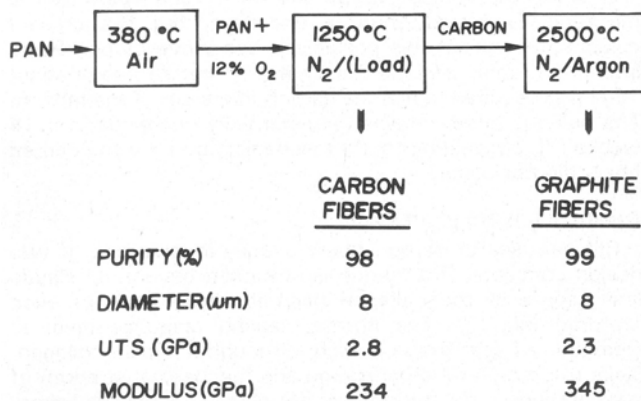 PAN
380 °C
Air
PAN +
12% O₂
1250 °C
N₂/(Load)
CARBON
2500 °C
N₂/Argon
CARBON FIBERS
GRAPHITE FIBERS
PURITY (%) 98 99
DIAMETER (μm) 8 8
UTS (GPa) 2.8 2.3
MODULUS (GPa) 234 345